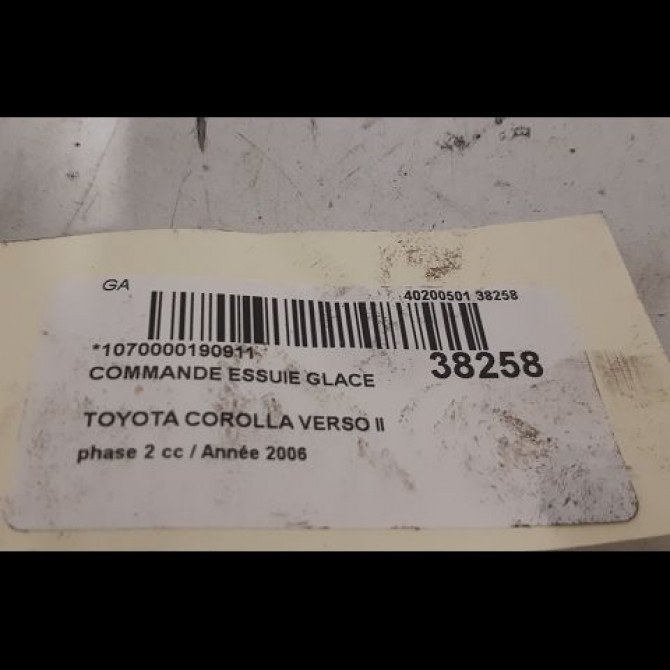 GA
40200501 38258
*1070000190911*
38258
COMMANDE ESSUIE GLACE
TOYOTA COROLLA VERSO II
phase 2 cc / Année 2006